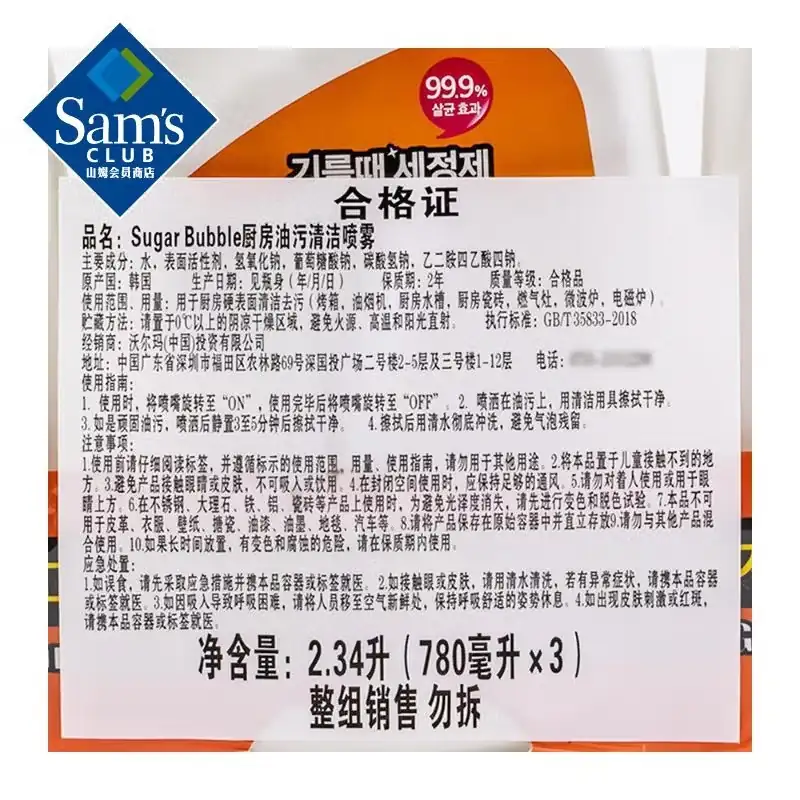 Sam's
CLUB
山姆会员商店
99.9%
살균 효과
기름때 세정제
合格证
品名：Sugar Bubble厨房油污清洁喷雾
主要成分：水，表面活性剂，氢氧化钠，葡萄糖酸钠，碳酸氢钠，乙二胺四乙酸四钠。
原产国：韩国 生产日期：见瓶身（年/月/日） 保质期：2年 质量等级：合格品
使用范围、用量：用于厨房硬表面清洁去污（烤箱，油烟机，厨房水槽，厨房瓷砖，燃气灶，微波炉，电磁炉）。
贮藏方法：请置于0℃以上的阴凉干燥区域，避免火源、高温和阳光直射。 执行标准：GB/T 35833-2018
经销商：沃尔玛(中国)投资有限公司
地址：中国广东省深圳市福田区农林路69号深国投广场二号楼2-5层及三号楼1-12层 电话：
使用指南：
1. 使用时，将喷嘴旋转至“ON”，使用完毕后将喷嘴旋转至“OFF”。2. 喷洒在油污上，用清洁用具擦拭干净。
3.如是顽固油污，喷洒后静置3至5分钟后擦拭干净。 4.擦拭后用清水彻底冲洗，避免气泡残留。
注意事项：
1.使用前请仔细阅读标签，并遵循标示的使用范围，用量、使用指南，请勿用于其他用途。2.将本品置于儿童接触不到的地
方。3.避免产品接触眼睛或皮肤，不可吸入或饮用。4.在封闭空间使用时，应保持足够的通风。5.请勿对着人使用或用于眼
睛上方。6.在不锈钢、大理石、铁、铝、瓷砖等产品上使用时，为避免光泽度消失，请先进行变色和脱色试验。7.本品不可
用于皮革、衣服、壁纸、搪瓷、油漆、油墨、地毯、汽车等。8.请将产品保存在原始容器中并直立存放9.请勿与其他产品混
合使用。10.如果长时间放置，有变色和腐蚀的危险，请在保质期内使用。
应急处置：
1.如误食，请先采取应急措施并携本品容器或标签就医。2.如接触眼或皮肤，请用清水清洗，若有异常症状，请携本品容器
或标签就医。3.如因吸入导致呼吸困难，请将人员移至空气新鲜处，保持呼吸舒适的姿势休息。4.如出现皮肤刺激或红斑，
请携本品容器或标签就医。
净含量：2.34升（780毫升×3）
整组销售 勿拆